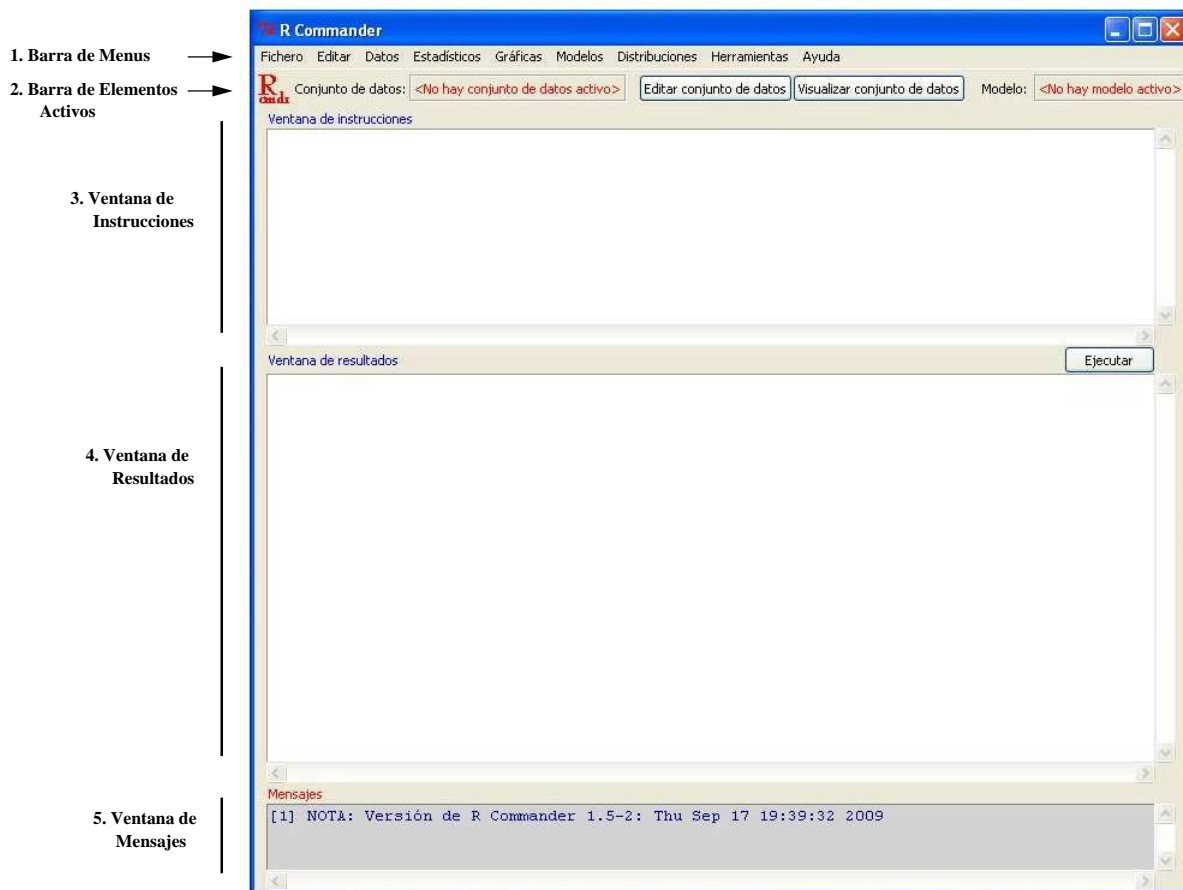 R Commander
1. Barra de Menus
Fichero Editar Datos Estadísticos Gráficas Modelos Distribuciones Herramientas Ayuda
2. Barra de Elementos
Activos
R
cmdr
Conjunto de datos: <No hay conjunto de datos activo> Editar conjunto de datos Visualizar conjunto de datos Modelo: <No hay modelo activo>
Ventana de instrucciones
3. Ventana de
Instrucciones
Ventana de resultados
Ejecutar
4. Ventana de
Resultados
Mensajes
5. Ventana de
Mensajes
[1] NOTA: Versión de R Commander 1.5-2: Thu Sep 17 19:39:32 2009